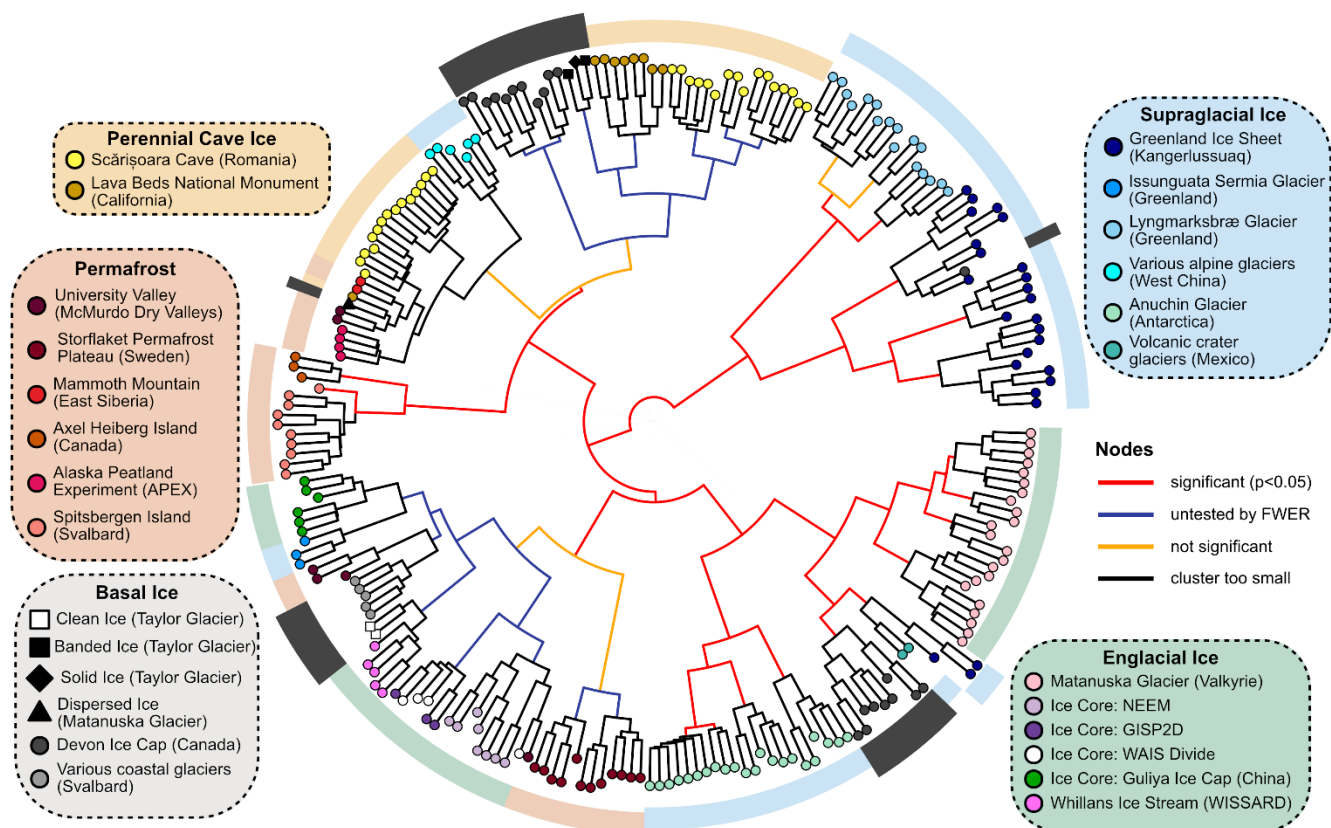 Perennial Cave Ice
Scărișoara Cave (Romania)
Lava Beds National Monument
(California)
Permafrost
University Valley
(McMurdo Dry Valleys)
Storflaket Permafrost
Plateau (Sweden)
Mammoth Mountain
(East Siberia)
Axel Heiberg Island
(Canada)
Alaska Peatland
Experiment (APEX)
Spitsbergen Island
(Svalbard)
Basal Ice
Clean Ice (Taylor Glacier)
Banded Ice (Taylor Glacier)
Solid Ice (Taylor Glacier)
Dispersed Ice
(Matanuska Glacier)
Devon Ice Cap (Canada)
Various coastal glaciers
(Svalbard)
Supraglacial Ice
Greenland Ice Sheet
(Kangerlussuaq)
Issunguata Sermia Glacier
(Greenland)
Lyngmarksbræ Glacier
(Greenland)
Various alpine glaciers
(West China)
Anuchin Glacier
(Antarctica)
Volcanic crater
glaciers (Mexico)
Nodes
significant (p<0.05)
untested by FWER
not significant
cluster too small
Englacial Ice
Matanuska Glacier (Valkyrie)
Ice Core: NEEM
Ice Core: GISP2D
Ice Core: WAIS Divide
Ice Core: Guliya Ice Cap (China)
Whillans Ice Stream (WISSARD)